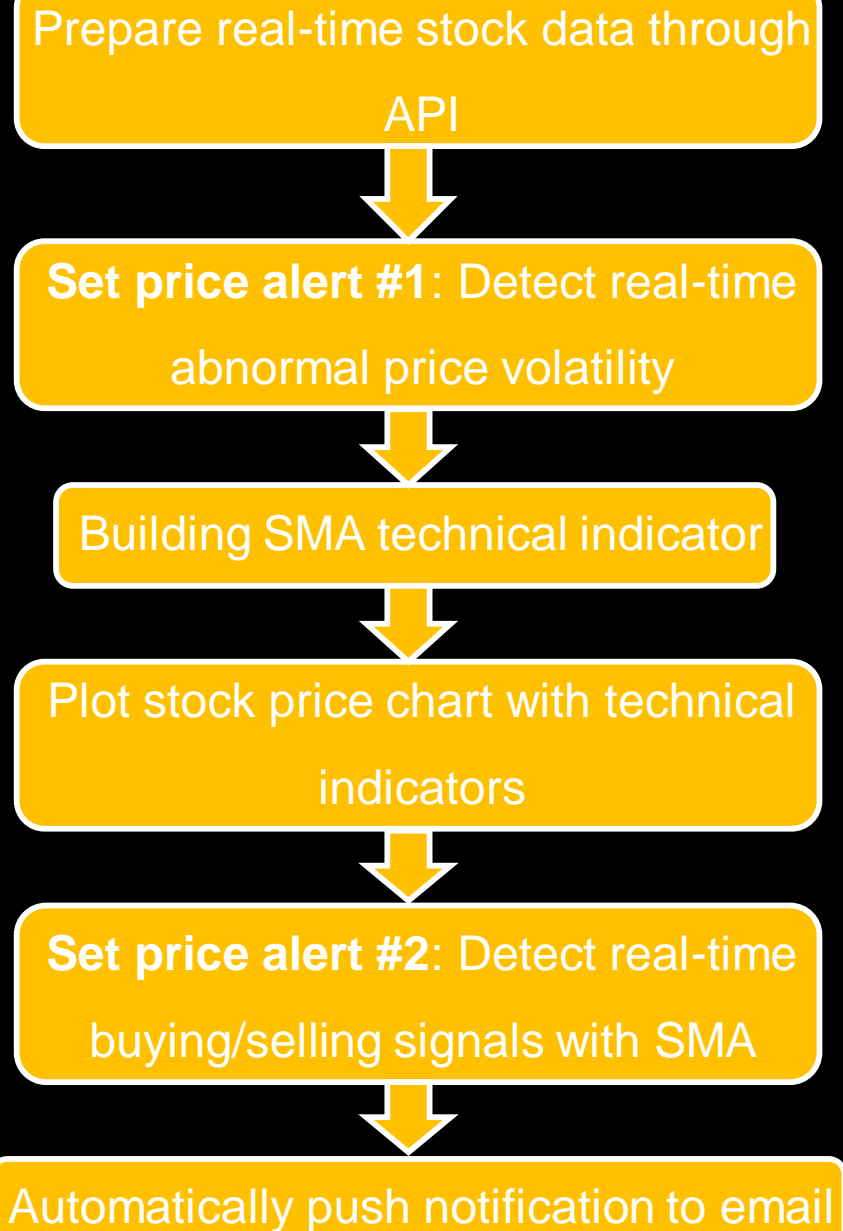 Prepare real-time stock data through
API
Set price alert #1: Detect real-time
abnormal price volatility
Building SMA technical indicator
Plot stock price chart with technical
indicators
Set price alert #2: Detect real-time
buying/selling signals with SMA
Automatically push notification to email